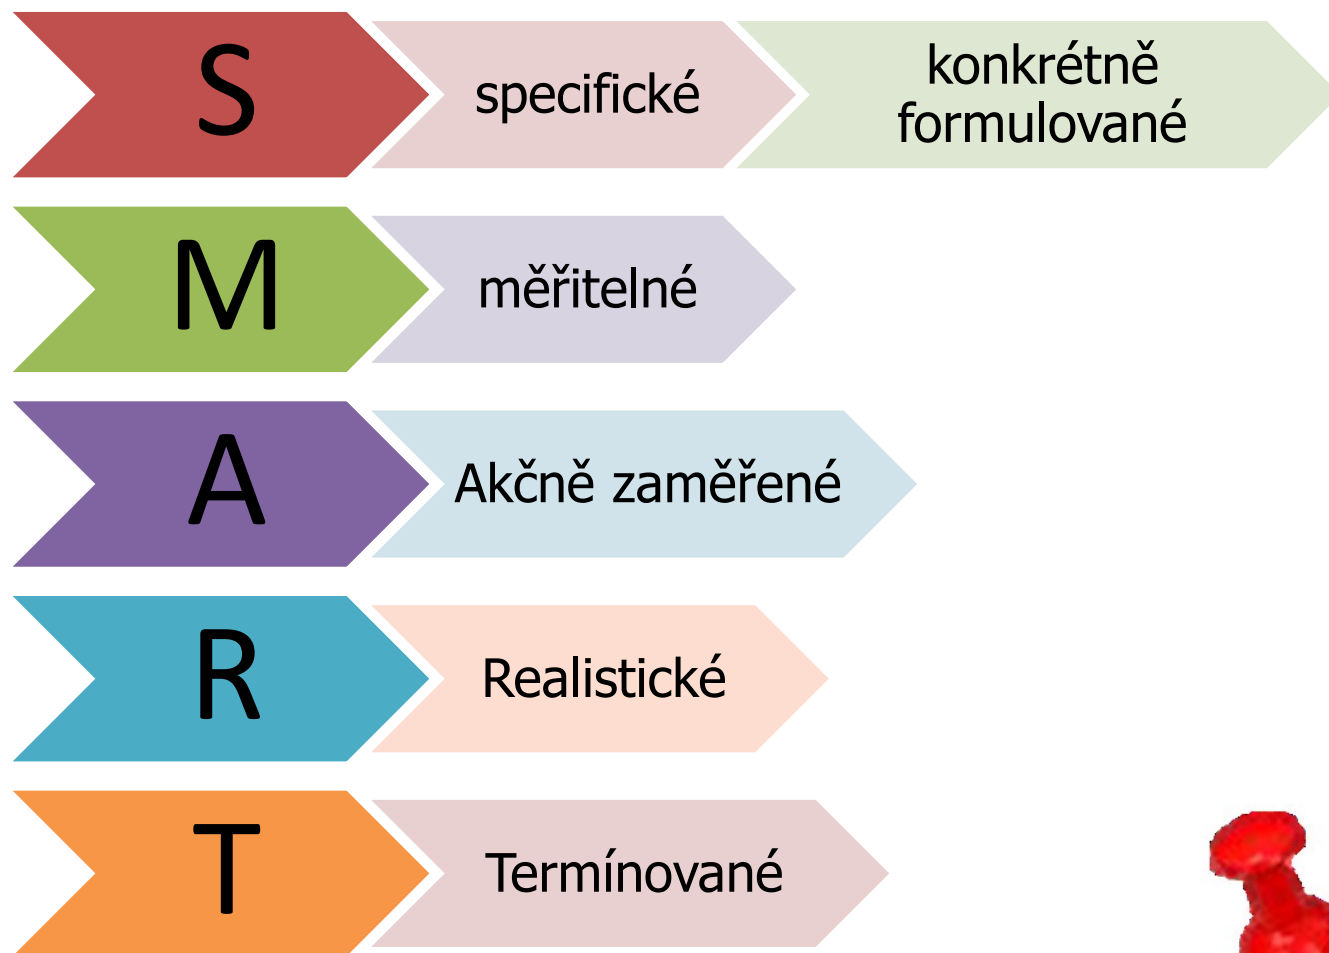 S
specifické
konkrétně
formulované
M
měřitelné
A
Akčně zaměřené
R
Realistické
T
Termínované